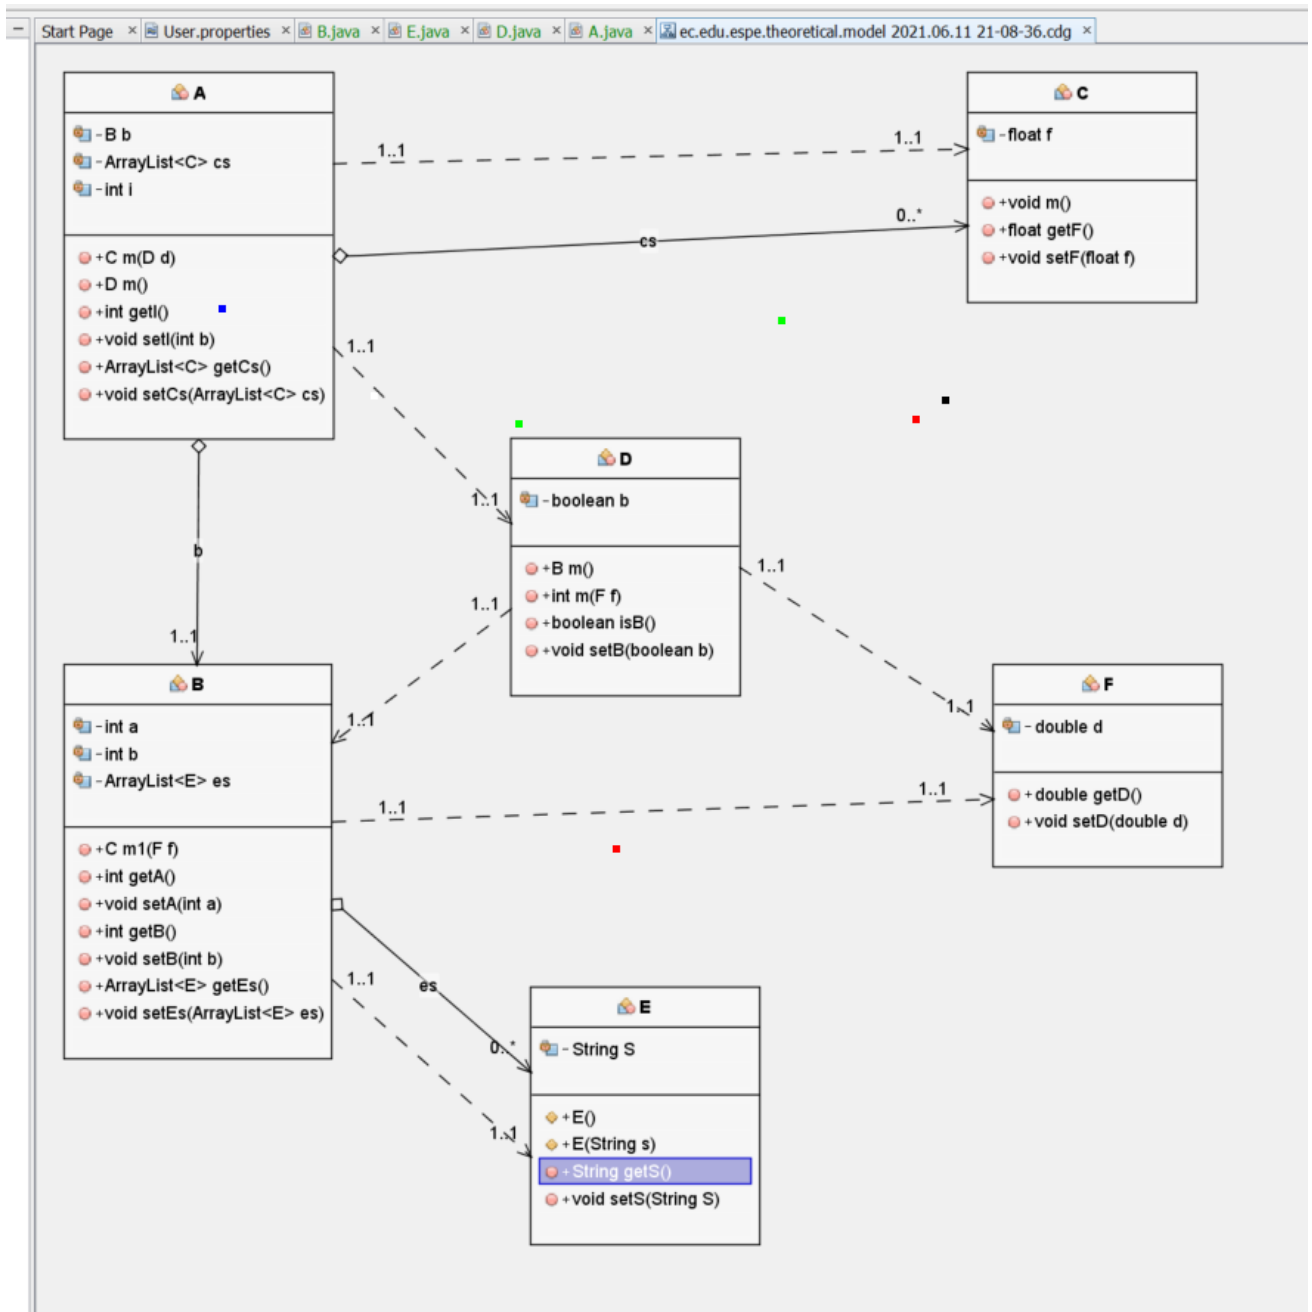 Start Page × User.properties × B.java × E.java × D.java × A.java × ec.edu.espe.theoretical.model 2021.06.11 21-08-36.cdg ×
A
-B b
-ArrayList<C> cs
-int i
+C m(D d)
+D m()
+int getI()
+void setI(int b)
+ArrayList<C> getCs()
+void setCs(ArrayList<C> cs)
1..1
1..1
cs
0..*
C
-float f
+void m()
+float getF()
+void setF(float f)
1..1
1..1
b
1..1
D
-boolean b
+B m()
+int m(F f)
+boolean isB()
+void setB(boolean b)
1..1
1..1
1..1
1..1
B
-int a
-int b
-ArrayList<E> es
+C m1(F f)
+int getA()
+void setA(int a)
+int getB()
+void setB(int b)
+ArrayList<E> getEs()
+void setEs(ArrayList<E> es)
1..1
1..1
F
- double d
+ double getD()
+void setD(double d)
es
0..*
1..1
1..1
E
- String S
+E()
+E(String s)
+ String getS()
+void setS(String S)